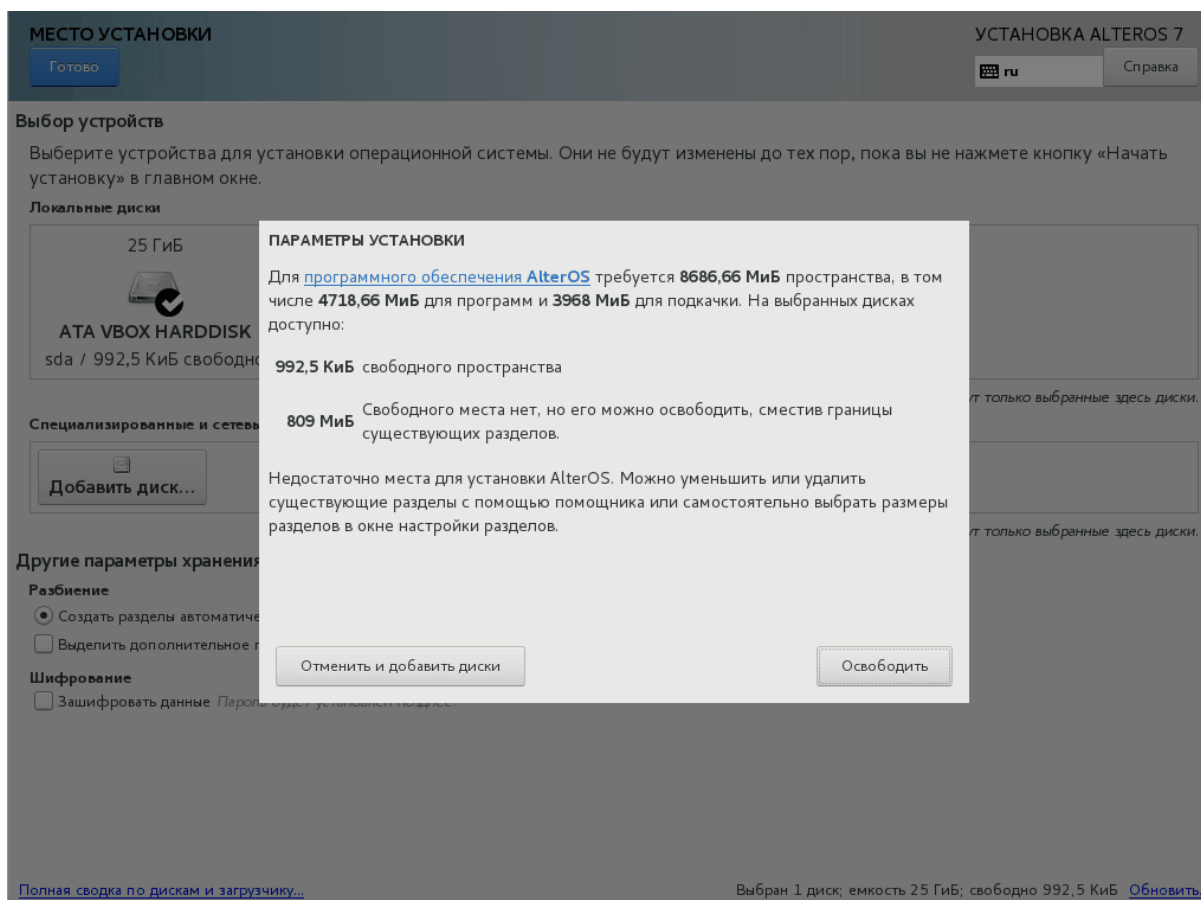 МЕСТО УСТАНОВКИ
УСТАНОВКА ALTEROS 7
Готово
ru
Справка
Выбор устройств
Выберите устройства для установки операционной системы. Они не будут изменены до тех пор, пока вы не нажмете кнопку «Начать
установку» в главном окне.
Локальные диски
25 ГиБ
ATA VBOX HARDDISK
sda / 992,5 КиБ свободно
ПАРАМЕТРЫ УСТАНОВКИ
Для программного обеспечения AlterOS требуется 8686,66 МиБ пространства, в том
числе 4718,66 МиБ для программ и 3968 МиБ для подкачки. На выбранных дисках
доступно:
992,5 КиБ свободного пространства
809 МиБ Свободного места нет, но его можно освободить, сместив границы
существующих разделов.
Недостаточно места для установки AlterOS. Можно уменьшить или удалить
существующие разделы с помощью помощника или самостоятельно выбрать размеры
разделов в окне настройки разделов.
Отменить и добавить диски
Освободить
только выбранные здесь диски.
Специализированные и сетевы
Добавить диск...
только выбранные здесь диски.
Другие параметры хранения
Разбиение
Создать разделы автоматиче
Выделить дополнительное
Шифрование
Зашифровать данные
Полная сводка по дискам и загрузчику...
Выбран 1 диск; емкость 25 ГиБ; свободно 992,5 КиБ Обновить.